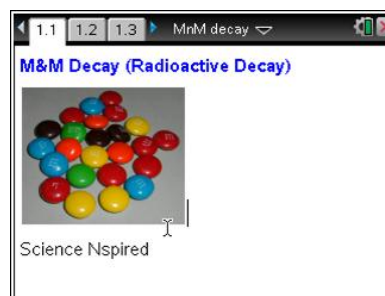 1.1 1.2 1.3 MnM decay
M&M Decay (Radioactive Decay)
Science Nspired